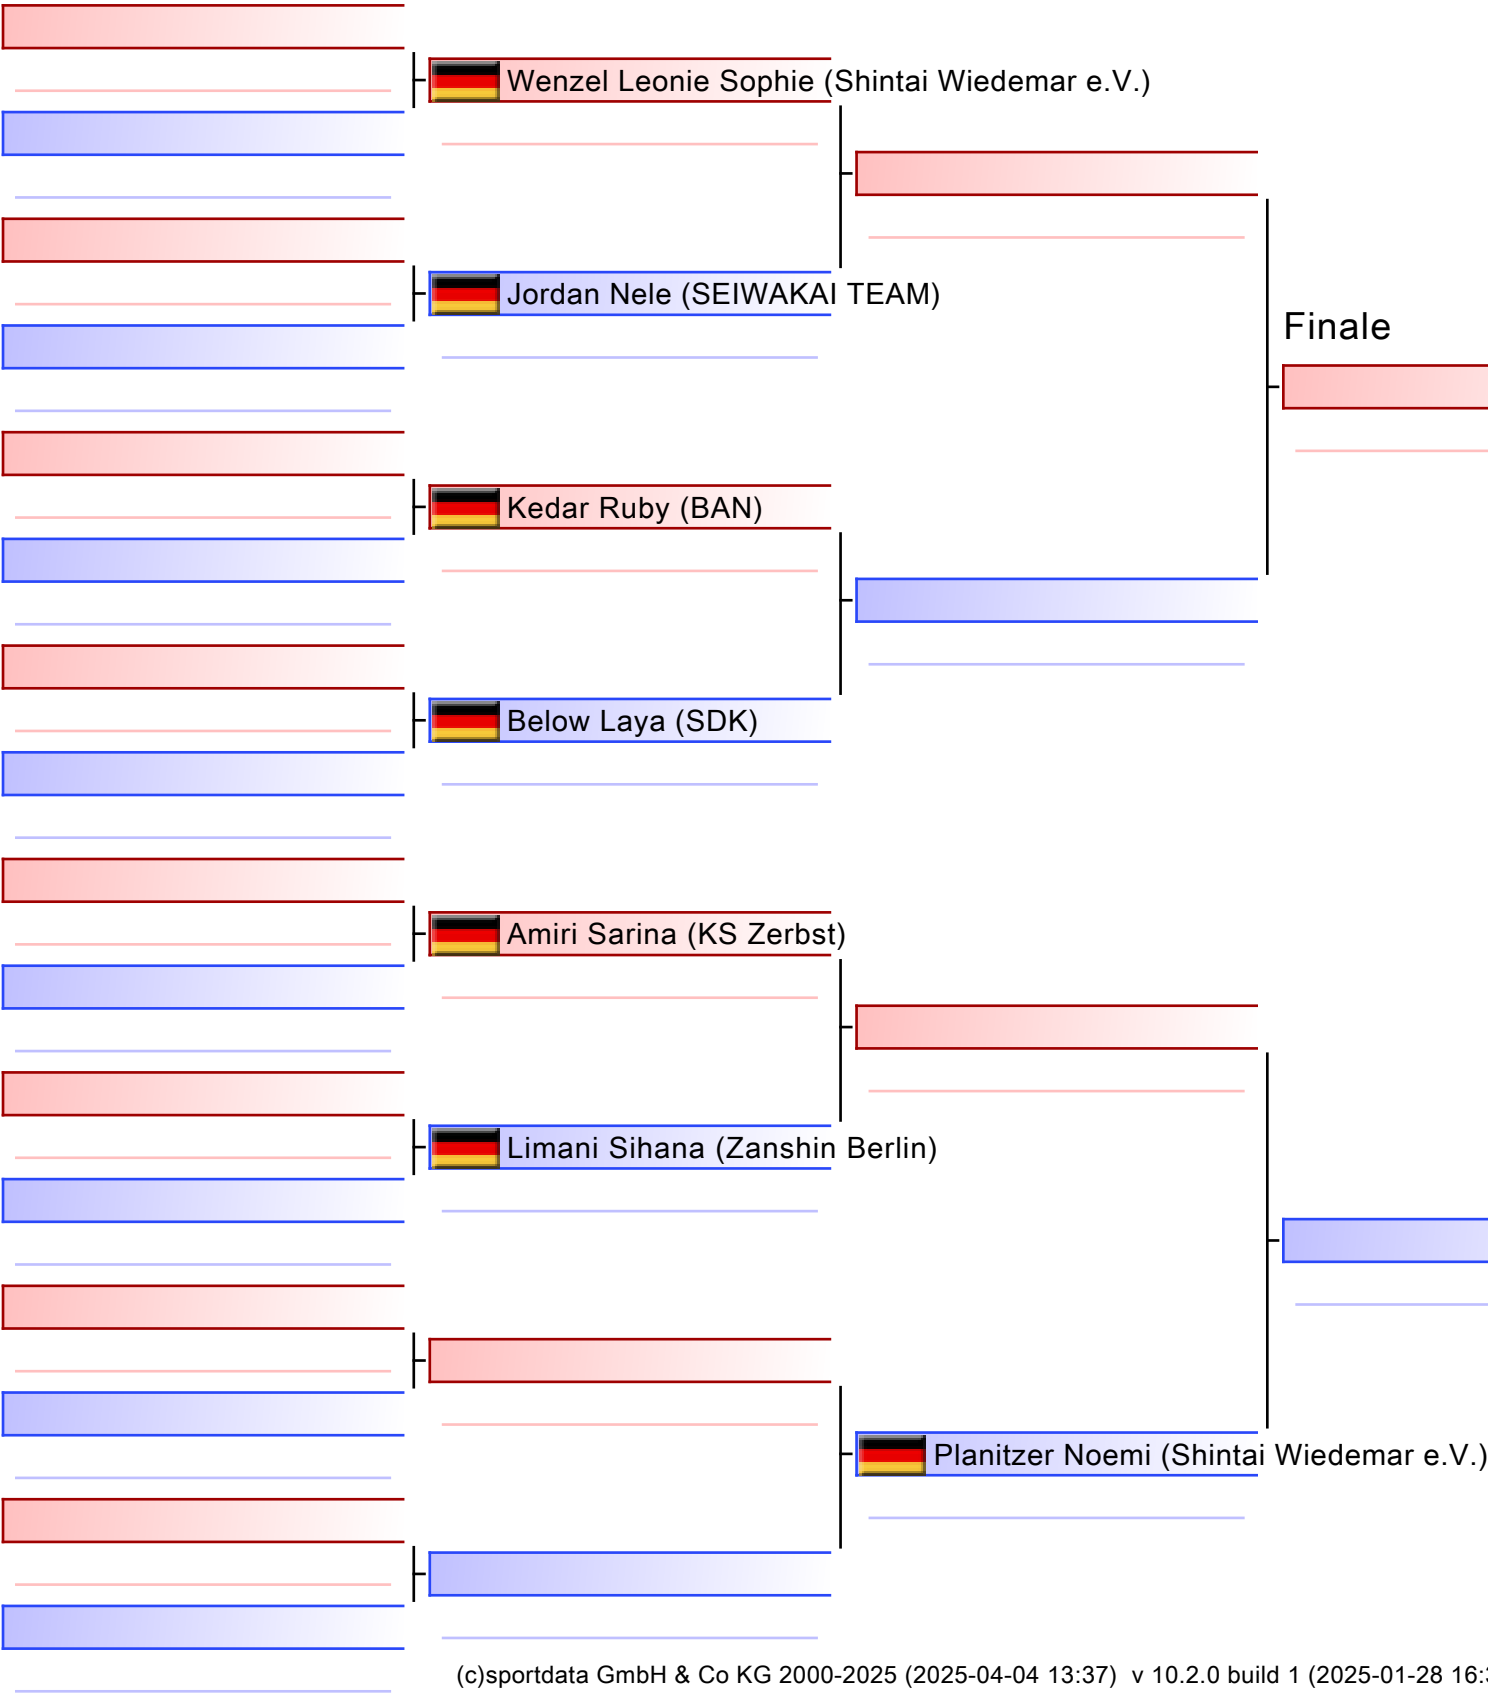 Wenzel Leonie Sophie (Shintai Wiedemar e.V.)
Jordan Nele (SEIWAKAI TEAM)
Finale
Kedar Ruby (BAN)
Below Laya (SDK)
Amiri Sarina (KS Zerbst)
Limani Sihana (Zanshin Berlin)
Planitzer Noemi (Shintai Wiedemar e.V.)
(c)sportdata GmbH & Co KG 2000-2025 (2025-04-04 13:37) v 10.2.0 build 1 (2025-01-28